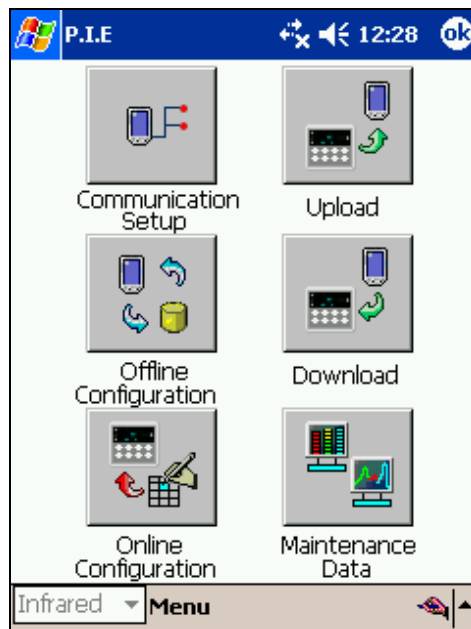 P.I.E 12:28 ok
Communication
Setup
Upload
Offline
Configuration
Download
Online
Configuration
Maintenance
Data
Infrared Menu